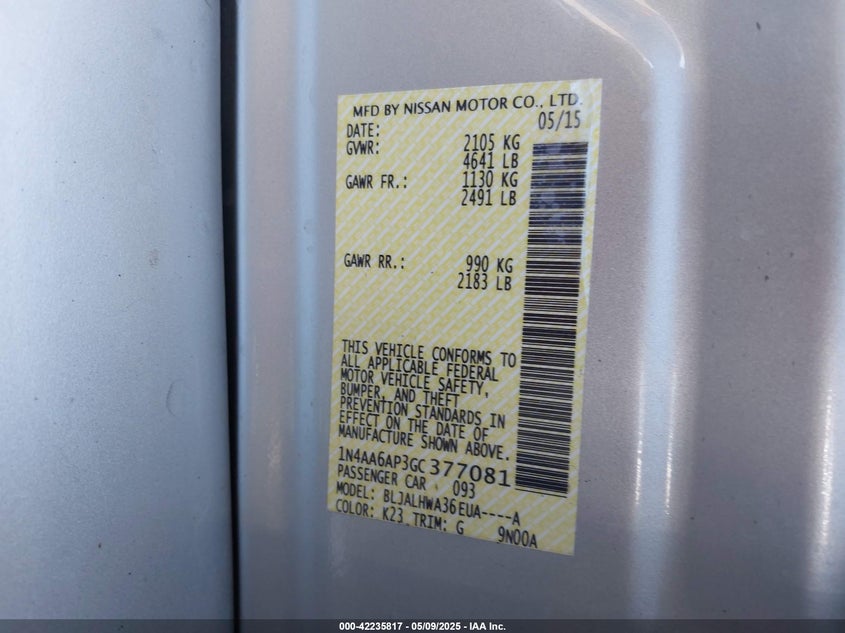 MFD BY NISSAN MOTOR CO., LTD.
DATE: 05/15
GVWR: 2105 KG
4641 LB
GAWR FR.: 1130 KG
2491 LB
GAWR RR.: 990 KG
2183 LB
THIS VEHICLE CONFORMS TO
ALL APPLICABLE FEDERAL
MOTOR VEHICLE SAFETY,
BUMPER, AND THEFT
PREVENTION STANDARDS IN
EFFECT ON THE DATE OF
MANUFACTURE SHOWN ABOVE.
1N4AA6AP3GC377081
PASSENGER CAR 093
MODEL: BLJALHWA36EUA----A
COLOR: K23 TRIM: G 9N00A
000-42235817 - 05/09/2025 - IAA Inc.